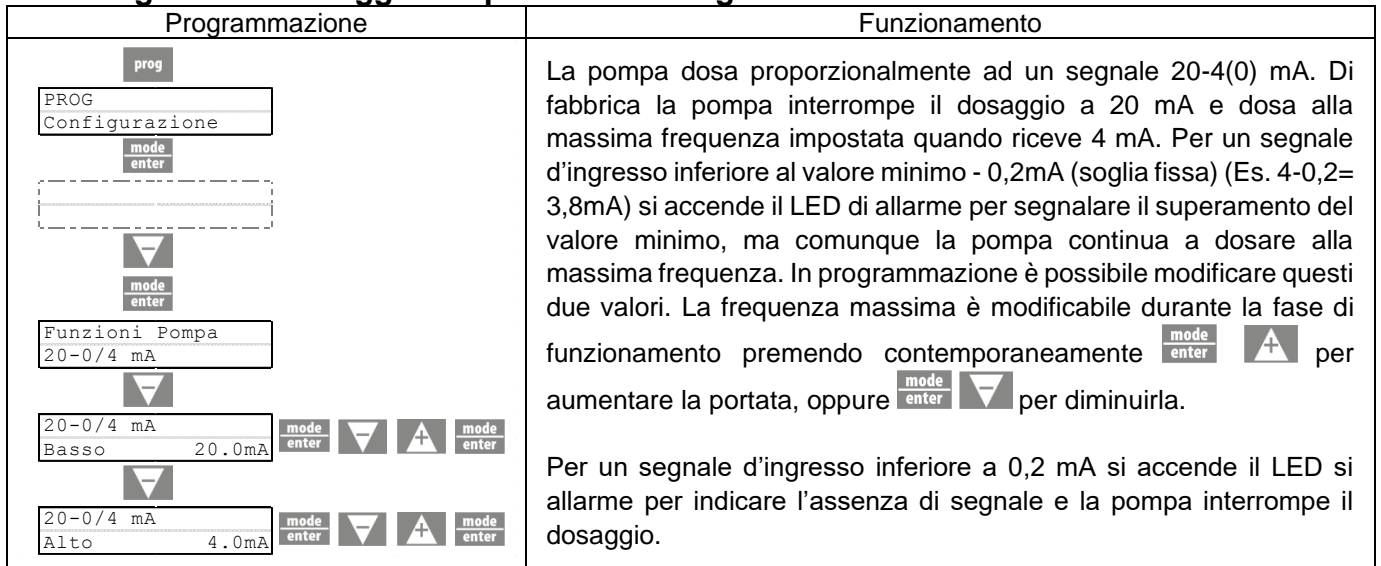 Programmazione
Funzionamento
prog
PROG
Configurazione
mode
enter
mode
enter
Funzioni Pompa
20-0/4 mA
20-0/4 mA
Basso 20.0mA
mode
enter
+
mode
enter
20-0/4 mA
Alto 4.0mA
mode
enter
+
mode
enter
La pompa dosa proporzionalmente ad un segnale 20-4(0) mA. Di
fabbrica la pompa interrompe il dosaggio a 20 mA e dosa alla
massima frequenza impostata quando riceve 4 mA. Per un segnale
d’ingresso inferiore al valore minimo - 0,2mA (soglia fissa) (Es. 4-0,2=
3,8mA) si accende il LED di allarme per segnalare il superamento del
valore minimo, ma comunque la pompa continua a dosare alla
massima frequenza. In programmazione è possibile modificare questi
due valori. La frequenza massima è modificabile durante la fase di
funzionamento premendo contemporaneamente mode enter + per
aumentare la portata, oppure mode enter - per diminuirla.
Per un segnale d’ingresso inferiore a 0,2 mA si accende il LED si
allarme per indicare l’assenza di segnale e la pompa interrompe il
dosaggio.